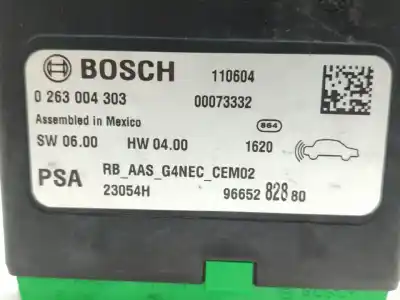 BOSCH 110604
0 263 004 303 00073332
Assembled in Mexico 864
SW 06.00 HW 04.00 1620
PSA RB_AAS_G4NEC_CEM02
23054H 96652 828 80